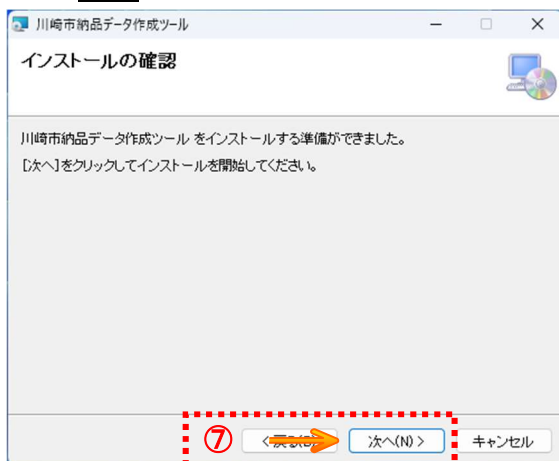 川崎市納品データ作成ツール
インストールの確認
川崎市納品データ作成ツール をインストールする準備ができました。
[次へ]をクリックしてインストールを開始してください。
⑦
次へ(N) >
キャンセル